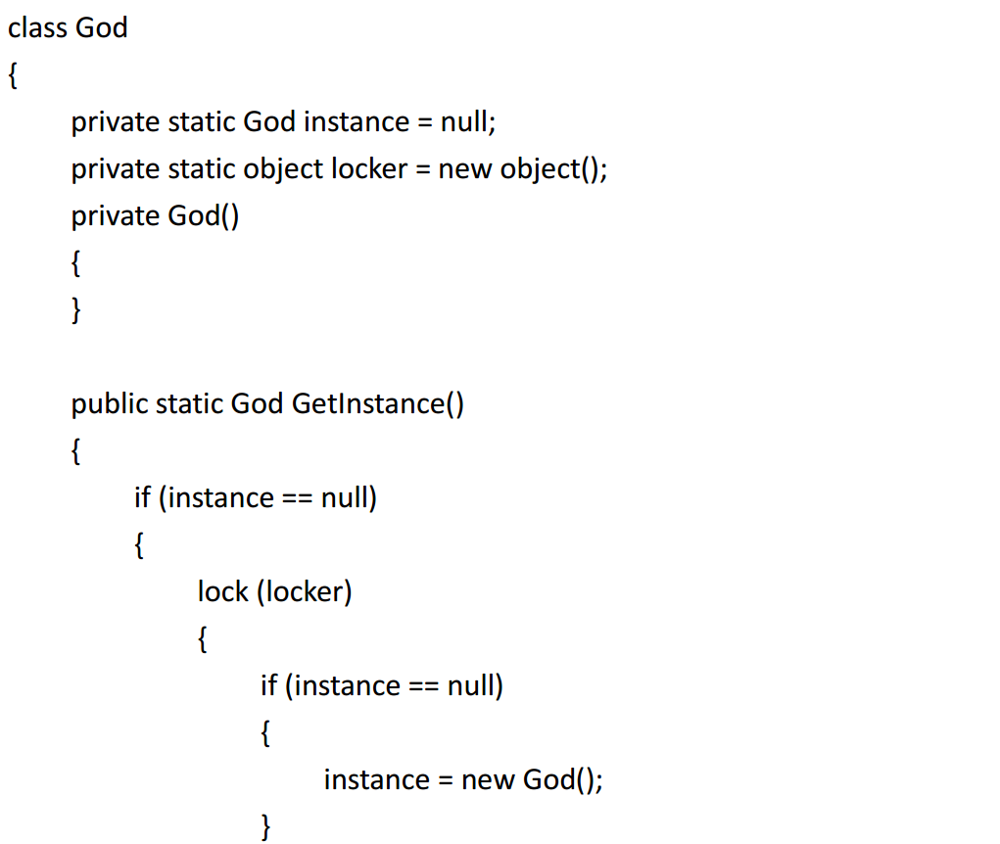 class God
{
private static God instance = null;
private static object locker = new object();
private God()
{
}
public static God GetInstance()
{
if (instance == null)
{
lock (locker)
{
if (instance == null)
{
instance = new God();
}